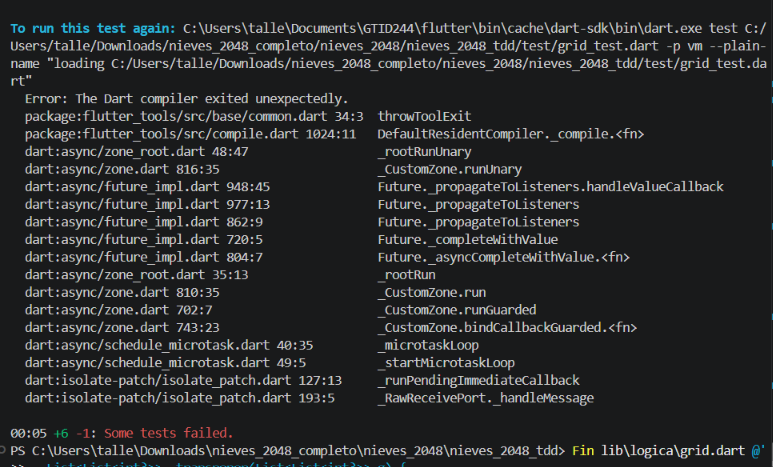 To run this test again: C:\Users\talle\Documents\GTID244\flutter\bin\cache\dart-sdk\bin\dart.exe test C:/
Users/talle/Downloads/nieves_2048_completo/nieves_2048/nieves_2048_tdd/test/grid_test.dart -p vm --plain-
name "loading C:/Users/talle/Downloads/nieves_2048_completo/nieves_2048/nieves_2048_tdd/test/grid_test.da
rt"
Error: The Dart compiler exited unexpectedly.
package:flutter_tools/src/base/common.dart 34:3 throwToolExit
package:flutter_tools/src/compile.dart 1024:11 DefaultResidentCompiler._compile.<fn>
dart:async/zone_root.dart 48:47 _rootRunUnary
dart:async/zone.dart 816:35 _CustomZone.runUnary
dart:async/future_impl.dart 948:45 Future._propagateToListeners.handleValueCallback
dart:async/future_impl.dart 977:13 Future._propagateToListeners
dart:async/future_impl.dart 862:9 Future._propagateToListeners
dart:async/future_impl.dart 720:5 Future._completeWithValue
dart:async/future_impl.dart 804:7 Future._asyncCompleteWithValue.<fn>
dart:async/zone_root.dart 35:13 _rootRun
dart:async/zone.dart 810:35 _CustomZone.run
dart:async/zone.dart 702:7 _CustomZone.runGuarded
dart:async/zone.dart 743:23 _CustomZone.bindCallbackGuarded.<fn>
dart:async/schedule_microtask.dart 40:35 _microtaskLoop
dart:async/schedule_microtask.dart 49:5 _startMicrotaskLoop
dart:isolate-patch/isolate_patch.dart 127:13 _runPendingImmediateCallback
dart:isolate-patch/isolate_patch.dart 193:5 _RawReceivePort._handleMessage
00:05 +6 -1: Some tests failed.
PS C:\Users\talle\Downloads\nieves_2048_completo\nieves_2048\nieves_2048_tdd> Fin lib\logica\grid.dart @'